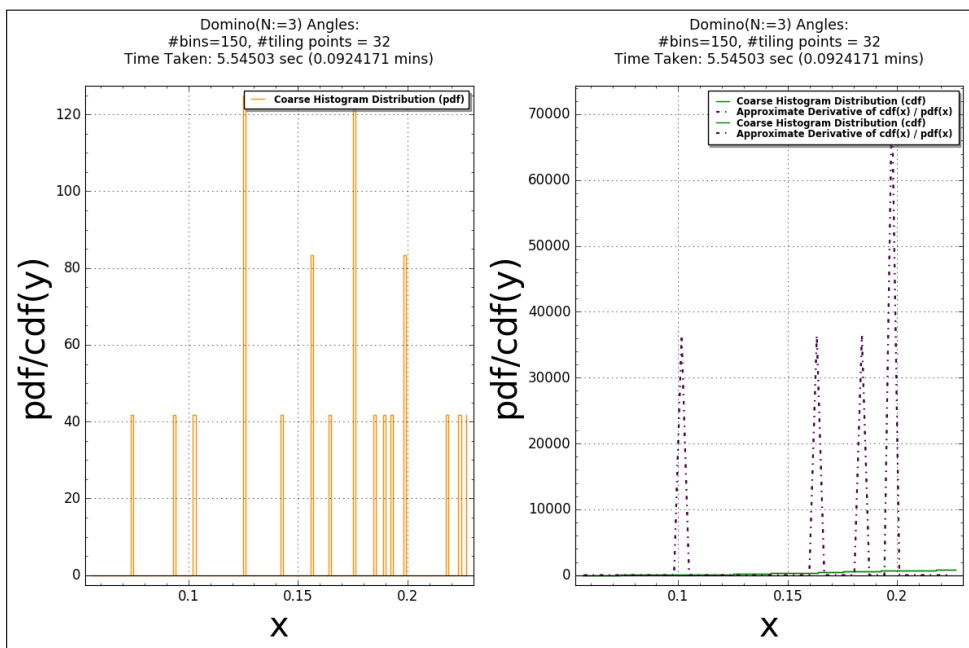 Domino(N:=3) Angles:
#bins=150, #tiling points = 32
Time Taken: 5.54503 sec (0.0924171 mins)
Coarse Histogram Distribution (pdf)
120
100
80
60
40
20
0
0.1
0.15
0.2
pdf/cdf(y)
x
Domino(N:=3) Angles:
#bins=150, #tiling points = 32
Time Taken: 5.54503 sec (0.0924171 mins)
Coarse Histogram Distribution (cdf)
Approximate Derivative of cdf(x) / pdf(x)
Coarse Histogram Distribution (cdf)
Approximate Derivative of cdf(x) / pdf(x)
70000
60000
50000
40000
30000
20000
10000
0
0.1
0.15
0.2
pdf/cdf(y)
x